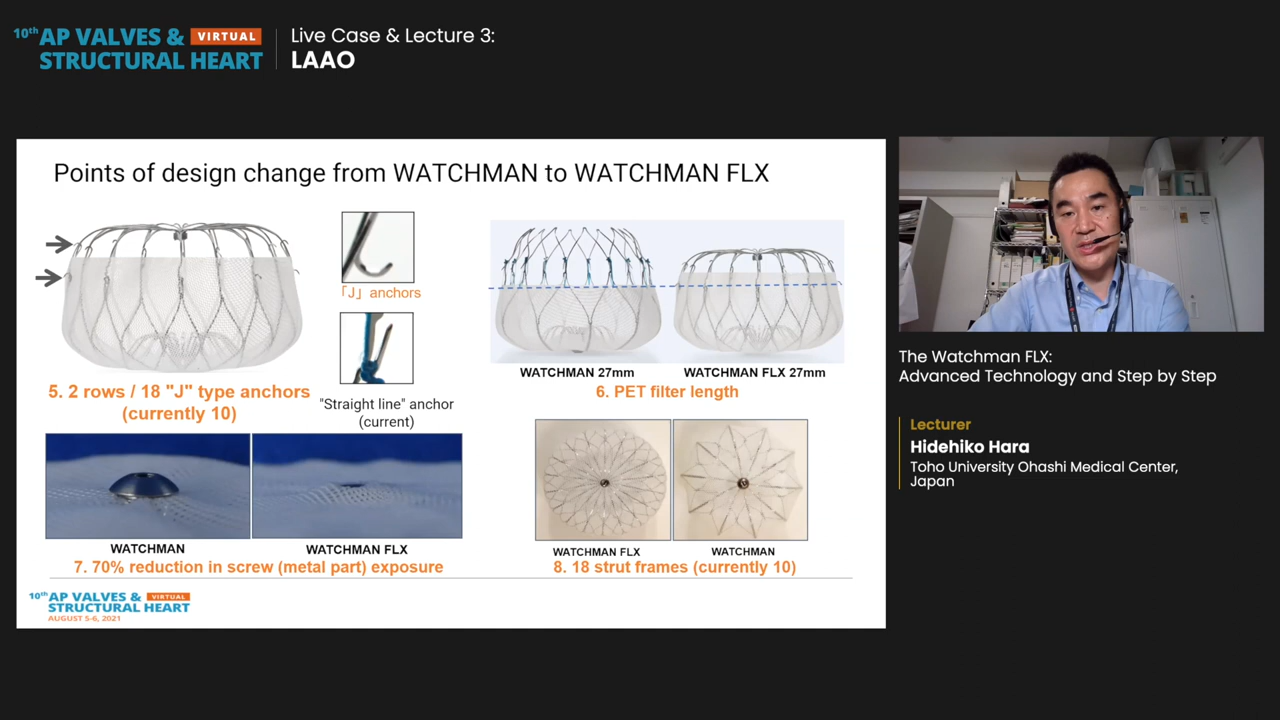 10th AP VALVES & VIRTUAL
STRUCTURAL HEART
Live Case & Lecture 3:
LAAO
Points of design change from WATCHMAN to WATCHMAN FLX
「J」 anchors
"Straight line" anchor
(current)
5. 2 rows / 18 "J" type anchors
(currently 10)
WATCHMAN 27mm
WATCHMAN FLX 27mm
6. PET filter length
WATCHMAN
WATCHMAN FLX
7. 70% reduction in screw (metal part) exposure
WATCHMAN FLX
WATCHMAN
8. 18 strut frames (currently 10)
10th AP VALVES & VIRTUAL
STRUCTURAL HEART
AUGUST 5-6, 2021
The Watchman FLX:
Advanced Technology and Step by Step
Lecturer
Hidehiko Hara
Toho University Ohashi Medical Center,
Japan